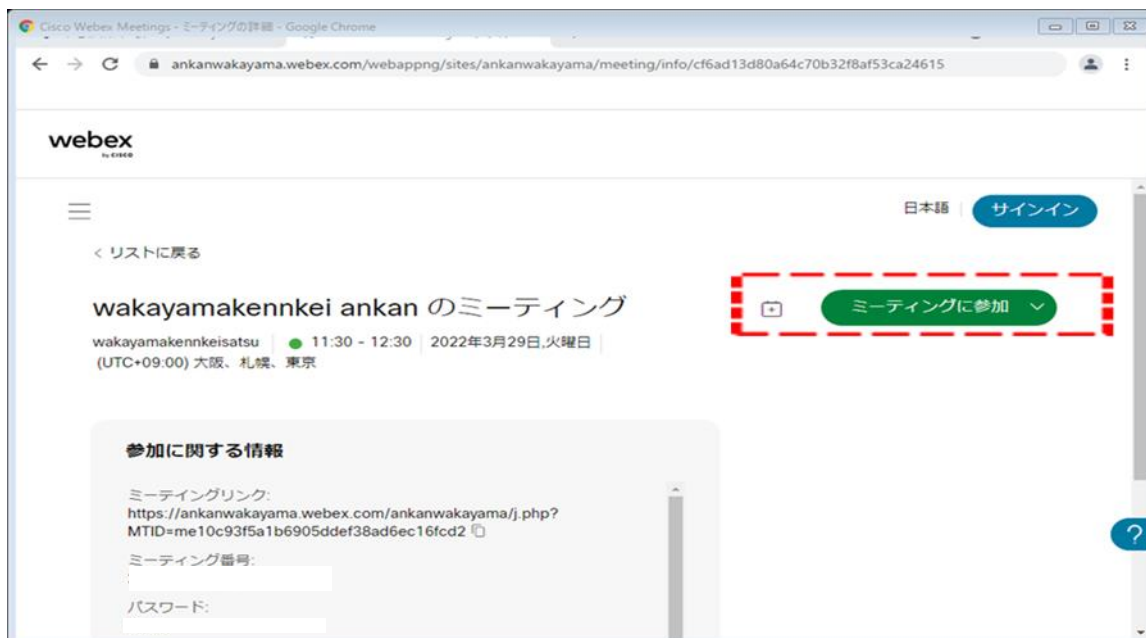 Cisco Webex Meetings - ミーティングの詳細 - Google Chrome
ankanwakayama.webex.com/webappng/sites/ankanwakayama/meeting/info/cf6ad13d80a64c70b32f8af53ca24615
webex
by CISCO
日本語 サインイン
< リストに戻る
wakayamakennkei ankan のミーティング
ミーティングに参加
wakayamakennkeisatsu 11:30 - 12:30 2022年3月29日,火曜日
(UTC+09:00) 大阪、札幌、東京
参加に関する情報
ミーテイングリンク:
https://ankanwakayama.webex.com/ankanwakayama/j.php?
MTID=me10c93f5a1b6905ddef38ad6ec16fcd2
ミーティング番号:
パスワード:
?